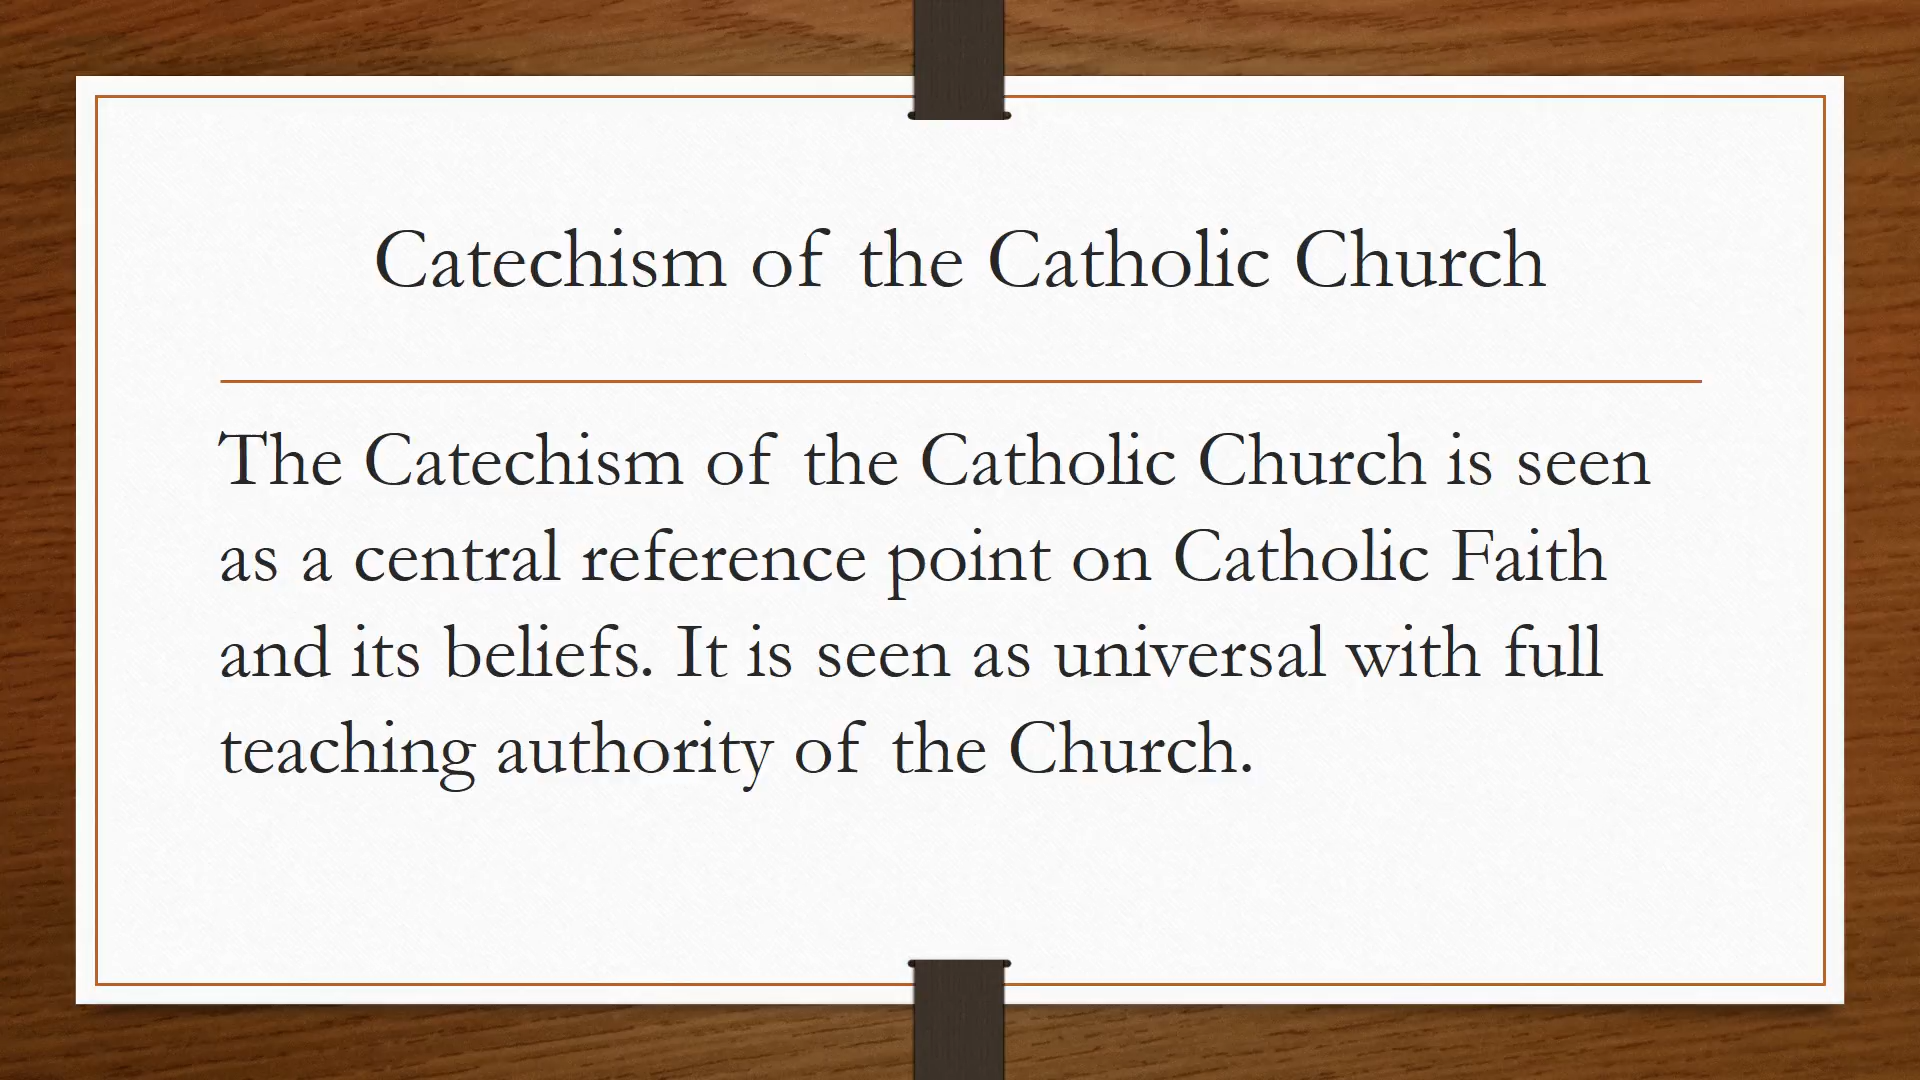 Catechism of the Catholic Church
The Catechism of the Catholic Church is seen
as a central reference point on Catholic Faith
and its beliefs. It is seen as universal with full
teaching authority of the Church.